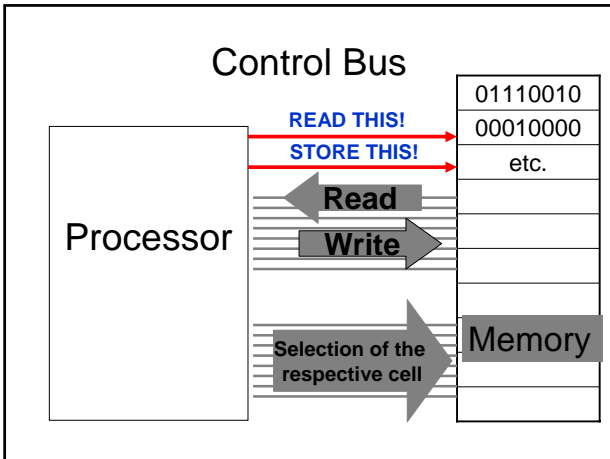 Control Bus
01110010
READ THIS!
00010000
STORE THIS!
etc.
Read
Processor
Write
Selection of the
respective cell
Memory